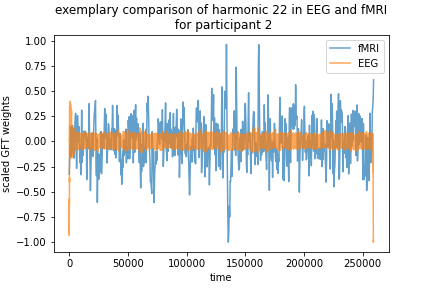 exemplary comparison of harmonic 22 in EEG and fMRI
for participant 2
1.00
0.75
0.50
0.25
0.00
−0.25
−0.50
−0.75
−1.00
scaled GFT weights
fMRI
EEG
0 50000 100000 150000 200000 250000
time